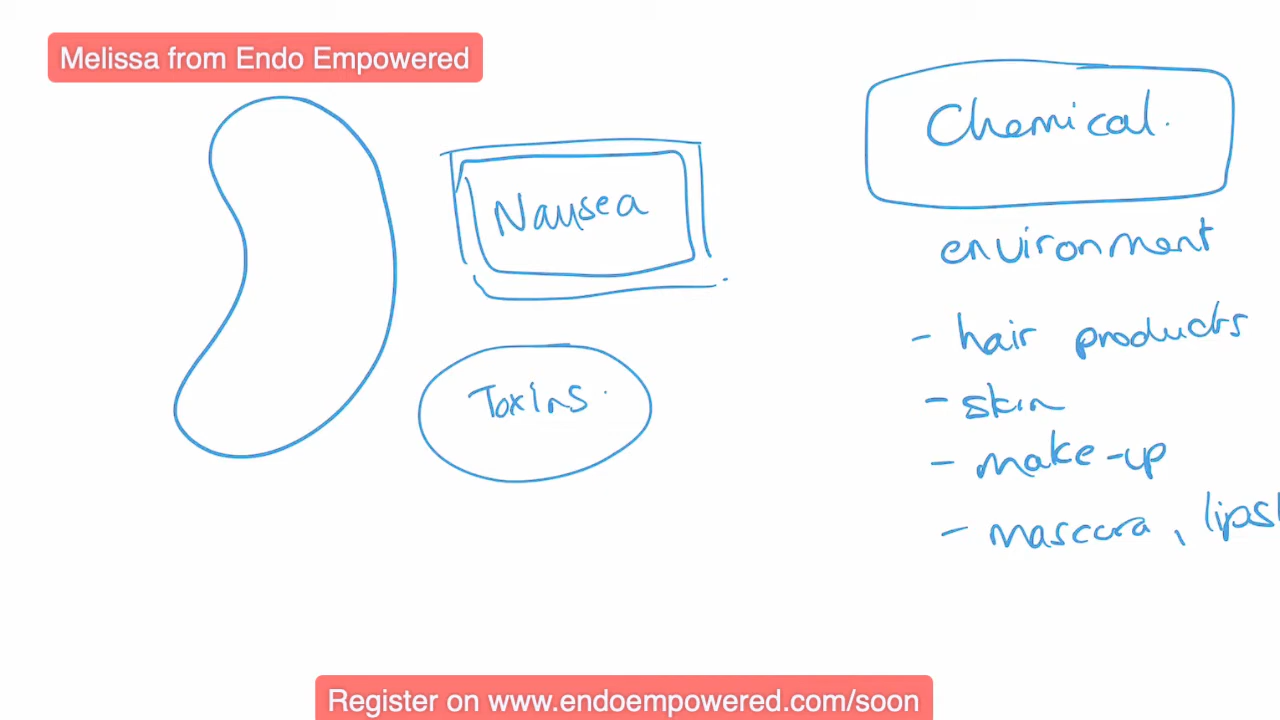 Melissa from Endo Empowered
Nausea
Toxins
Chemical.
environment
- hair products
- skin
- make-up
- mascara,
Register on www.endoempowered.com/soon